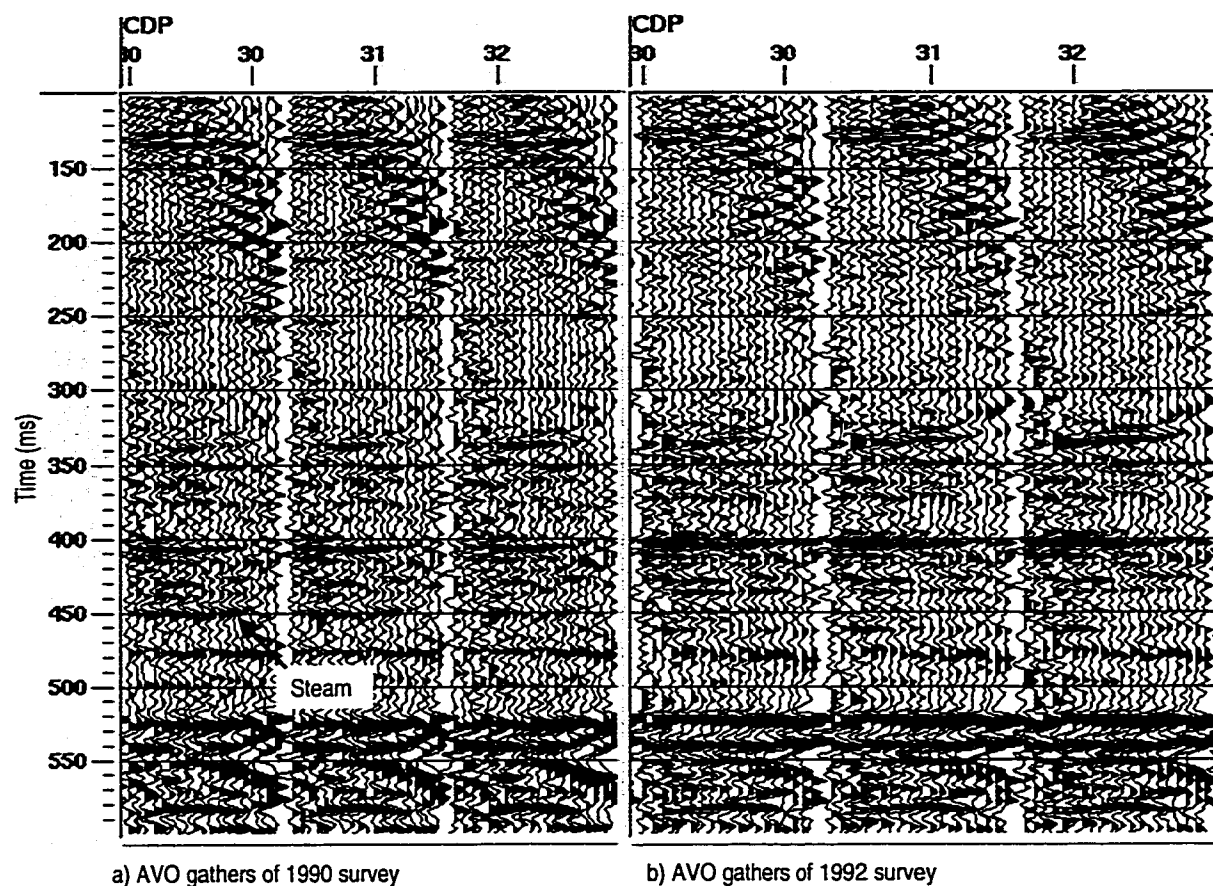 CDP
30 30 31 32
CDP
30 30 31 32
Time (ms)
150
200
250
300
350
400
450
500
550
Steam
a) AVO gathers of 1990 survey
b) AVO gathers of 1992 survey